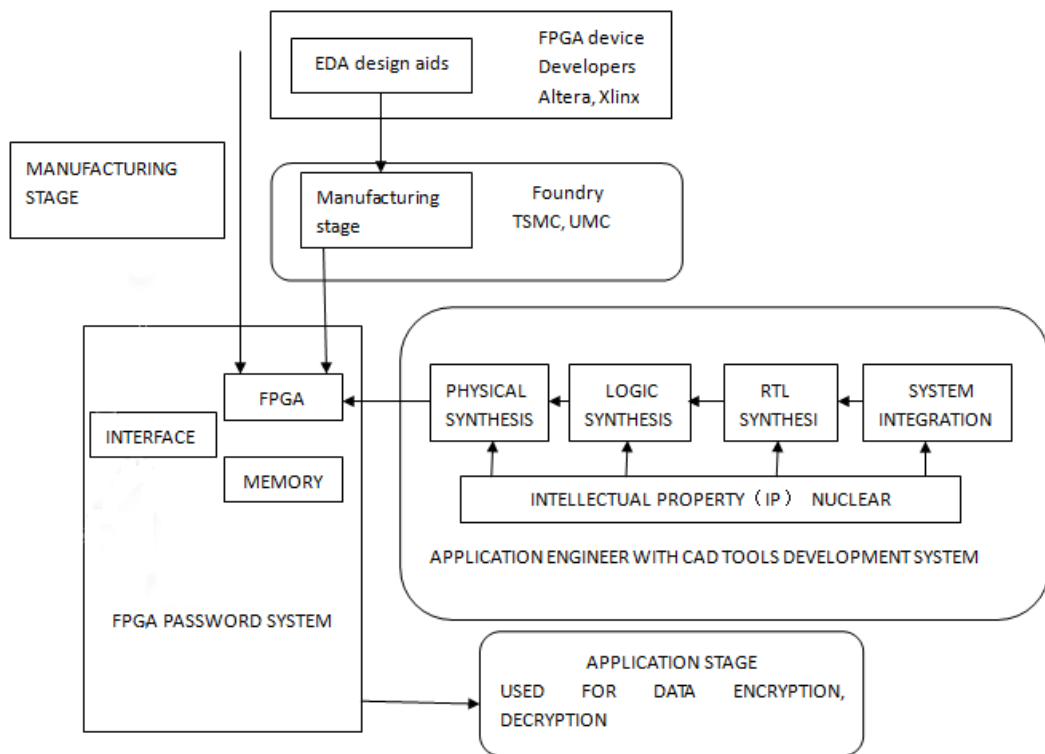 EDA design aids
FPGA device
Developers
Altera, Xlinx
MANUFACTURING
STAGE
Manufacturing
stage
Foundry
TSMC, UMC
FPGA
INTERFACE
MEMORY
FPGA PASSWORD SYSTEM
PHYSICAL
SYNTHESIS
LOGIC
SYNTHESIS
RTL
SYNTHESI
SYSTEM
INTEGRATION
INTELLECTUAL PROPERTY（IP） NUCLEAR
APPLICATION ENGINEER WITH CAD TOOLS DEVELOPMENT SYSTEM
APPLICATION STAGE
USED FOR DATA ENCRYPTION,
DECRYPTION